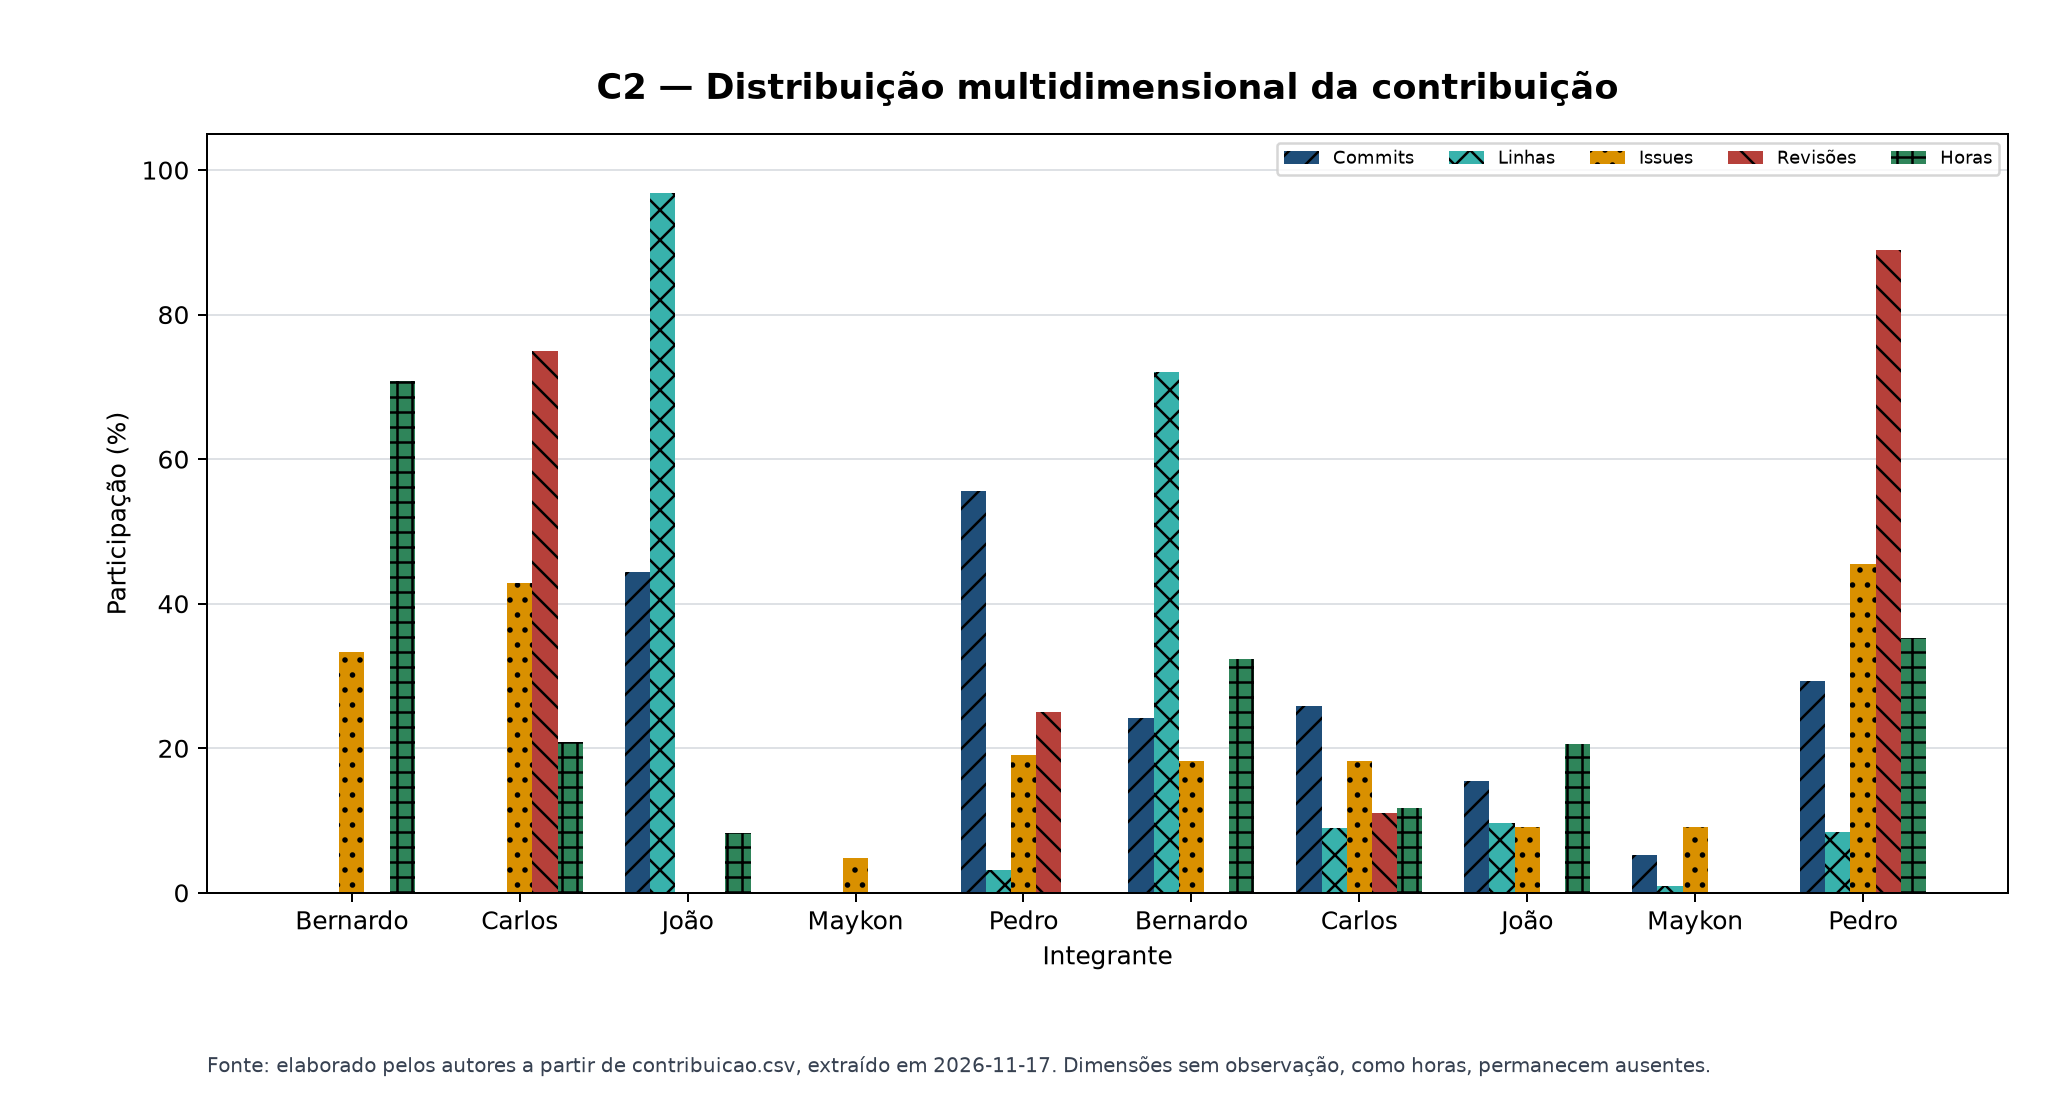 C2 — Distribuição multidimensional da contribuição
Commits Linhas Issues Revisões Horas
Participação (%)
100
80
60
40
20
0
Bernardo Carlos João Maykon Pedro Bernardo Carlos João Maykon Pedro
Integrante
Fonte: elaborado pelos autores a partir de contribuicao.csv, extraído em 2026-11-17. Dimensões sem observação, como horas, permanecem ausentes.